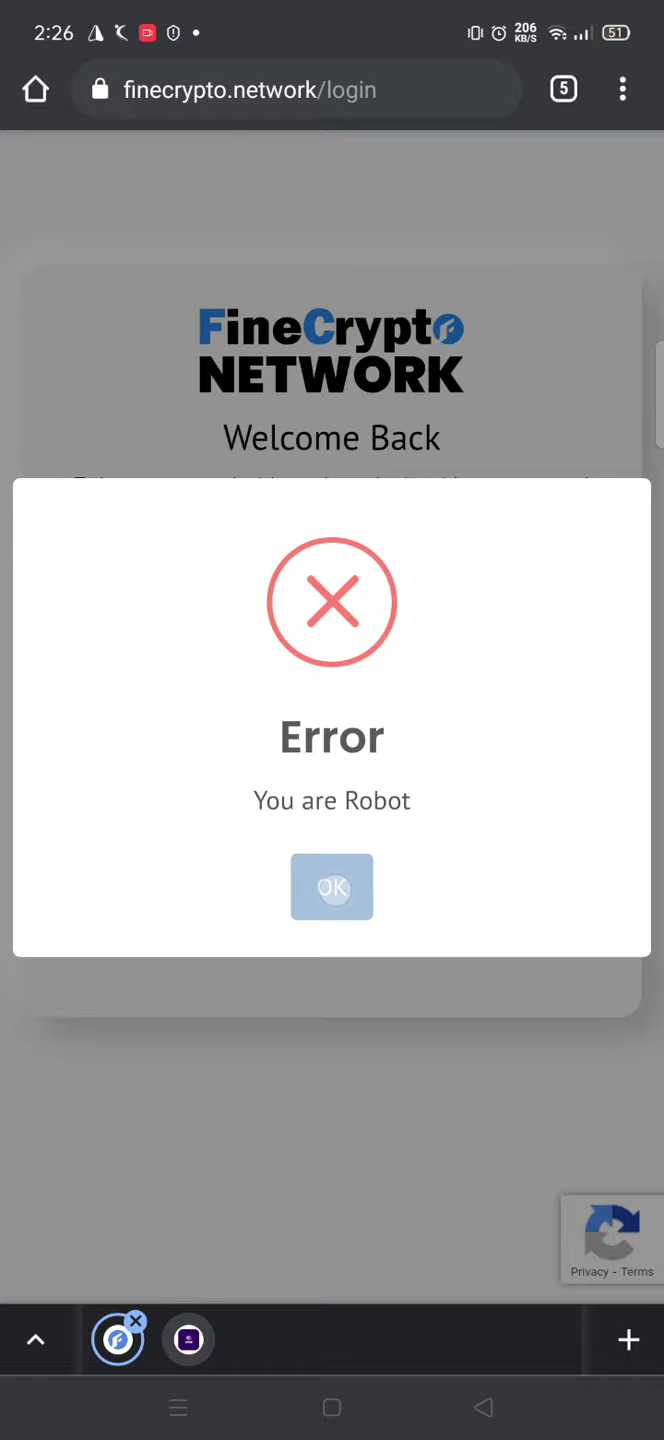 2:26 206 KB/S 51
finecrypto.network/login 5
FineCrypto
NETWORK
Welcome Back
Error
You are Robot
OK
Privacy - Terms